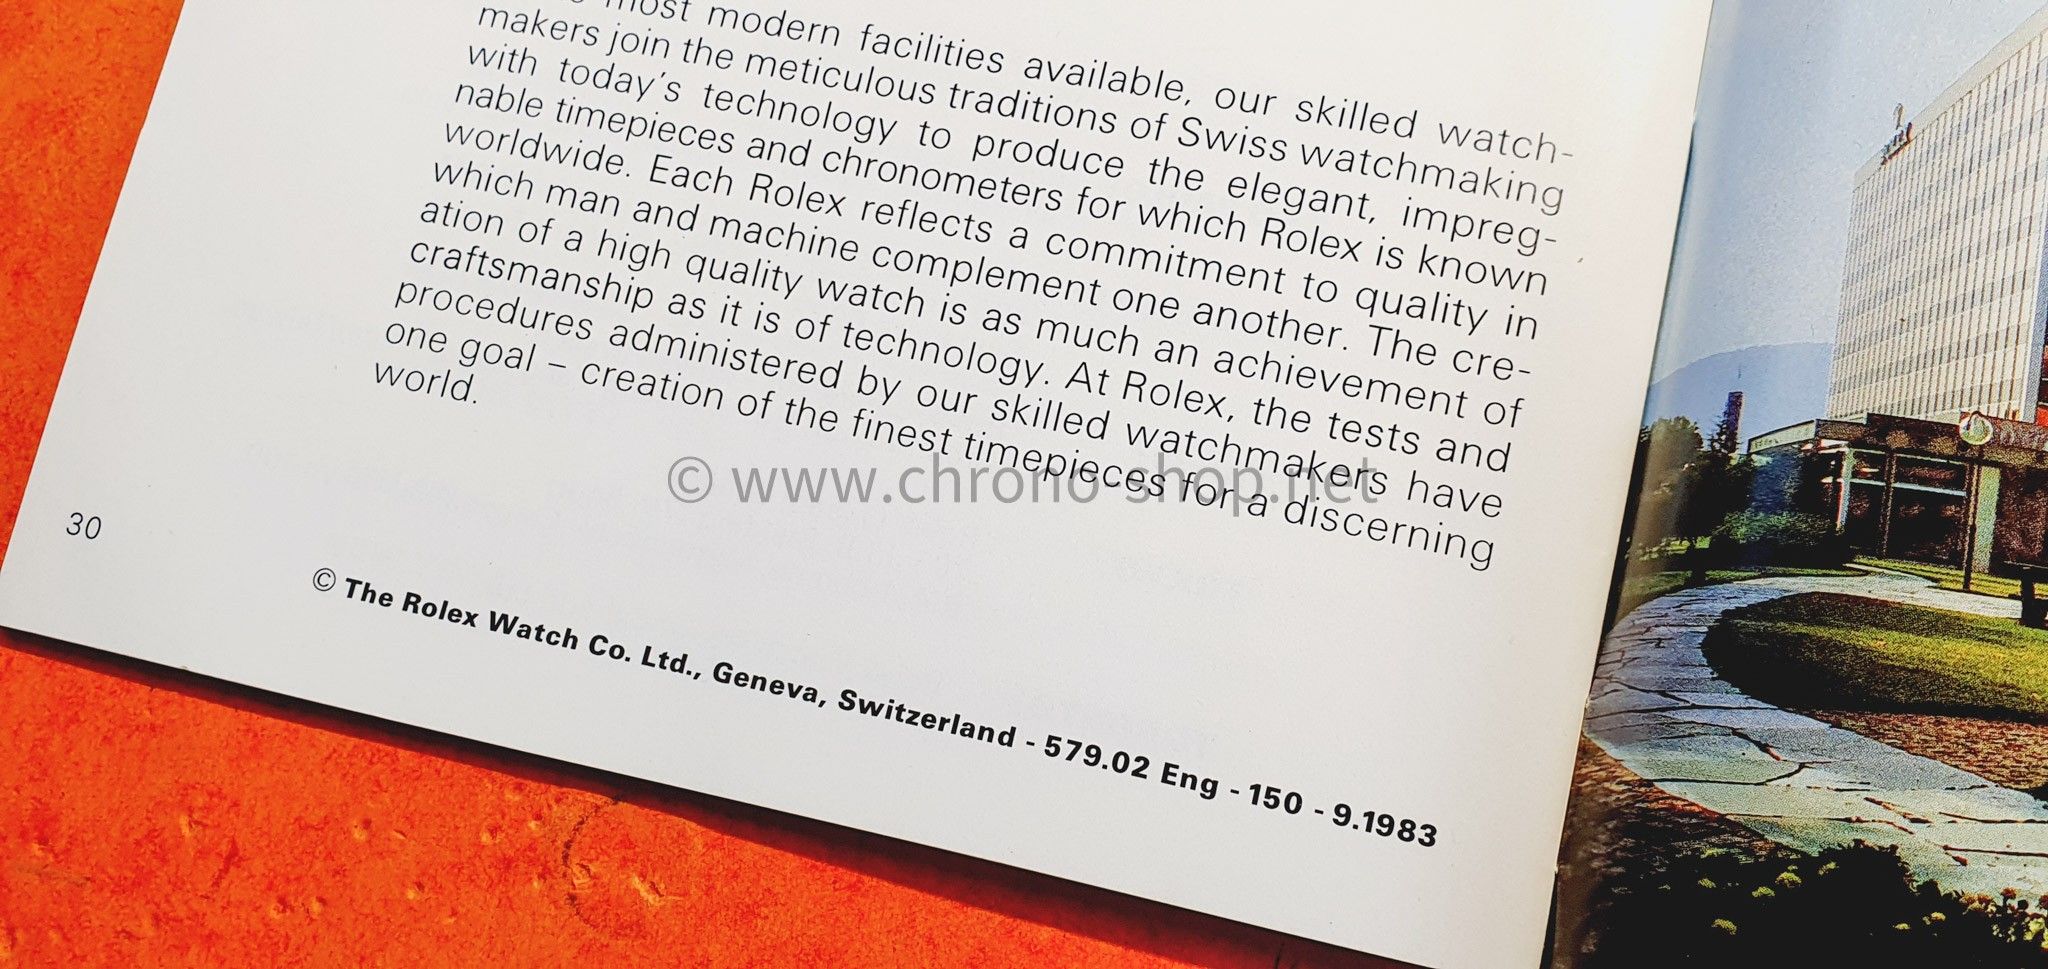 most modern facilities available, our skilled watch-
makers join the meticulous traditions of Swiss watchmaking
with today's technology to produce the elegant, impreg-
nable timepieces and chronometers for which Rolex is known
worldwide. Each Rolex reflects a commitment to quality in
which man and machine complement one another. The cre-
ation of a high quality watch is as much an achievement of
craftsmanship as it is of technology. At Rolex, the tests and
procedures administered by our skilled watchmakers have
one goal – creation of the finest timepieces for a discerning
world.
© www.chrono-shop.net
30
© The Rolex Watch Co. Ltd., Geneva, Switzerland - 579.02 Eng - 150 - 9.1983